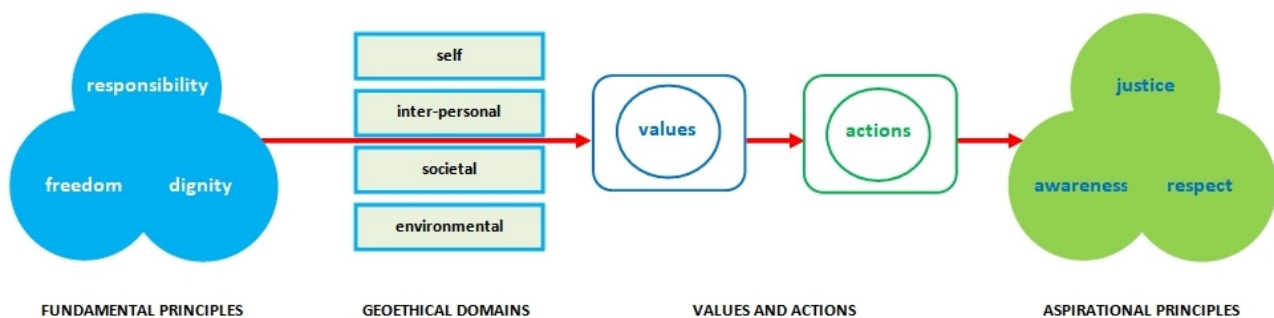 responsibility
freedom
dignity
self
inter-personal
societal
environmental
values
actions
justice
awareness
respect
FUNDAMENTAL PRINCIPLES
GEOETHICAL DOMAINS
VALUES AND ACTIONS
ASPIRATIONAL PRINCIPLES